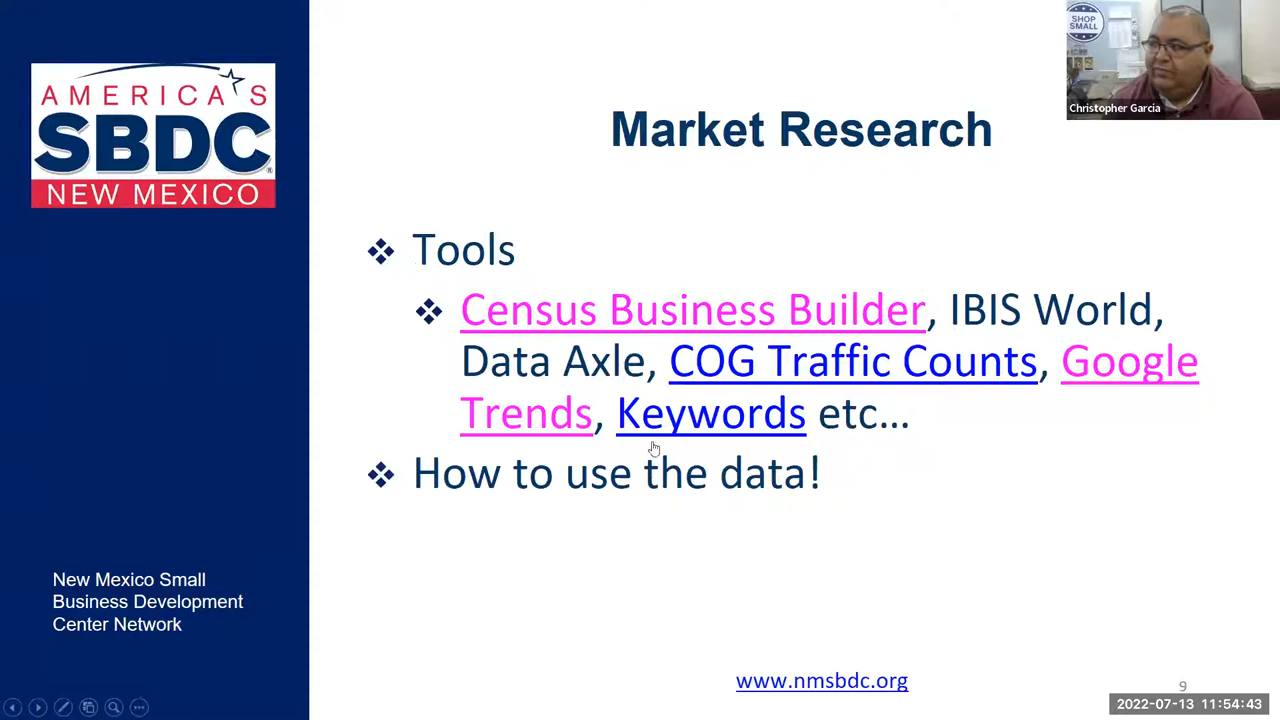 AMERICA'S
SBDC
NEW MEXICO
SHOP
SMALL
Christopher Garcia
Market Research
Tools
Census Business Builder, IBIS World,
Data Axle, COG Traffic Counts, Google
Trends, Keywords etc...
How to use the data!
New Mexico Small
Business Development
Center Network
www.nmsbdc.org
9
2022-07-13 11:54:43